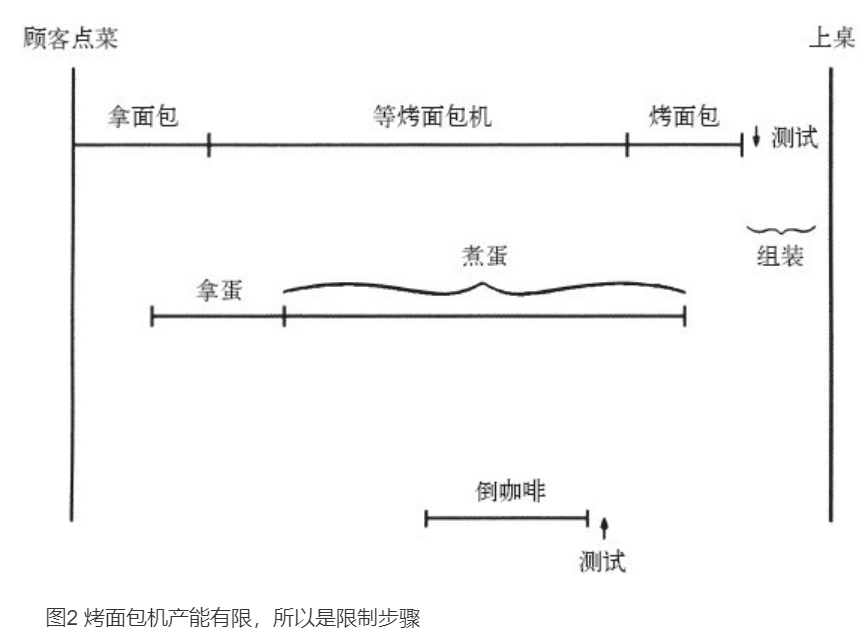 顾客点菜
上桌
拿面包
等烤面包机
烤面包
测试
组装
煮蛋
拿蛋
倒咖啡
测试
图2 烤面包机产能有限，所以是限制步骤